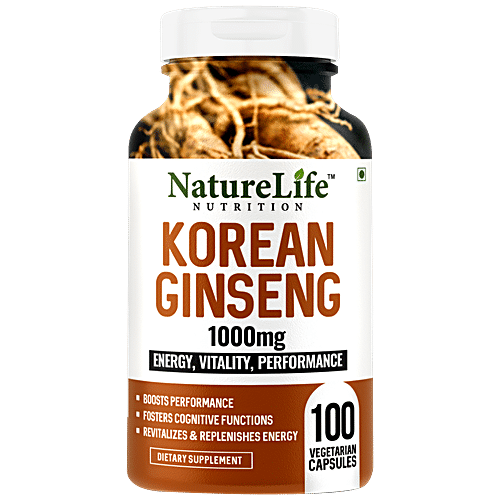 NatureLife™
NUTRITION
KOREAN
GINSENG
1000mg
ENERGY, VITALITY, PERFORMANCE
BOOSTS PERFORMANCE
FOSTERS COGNITIVE FUNCTIONS
REVITALIZES & REPLENISHES ENERGY
DIETARY SUPPLEMENT
100
VEGETARIAN
CAPSULES